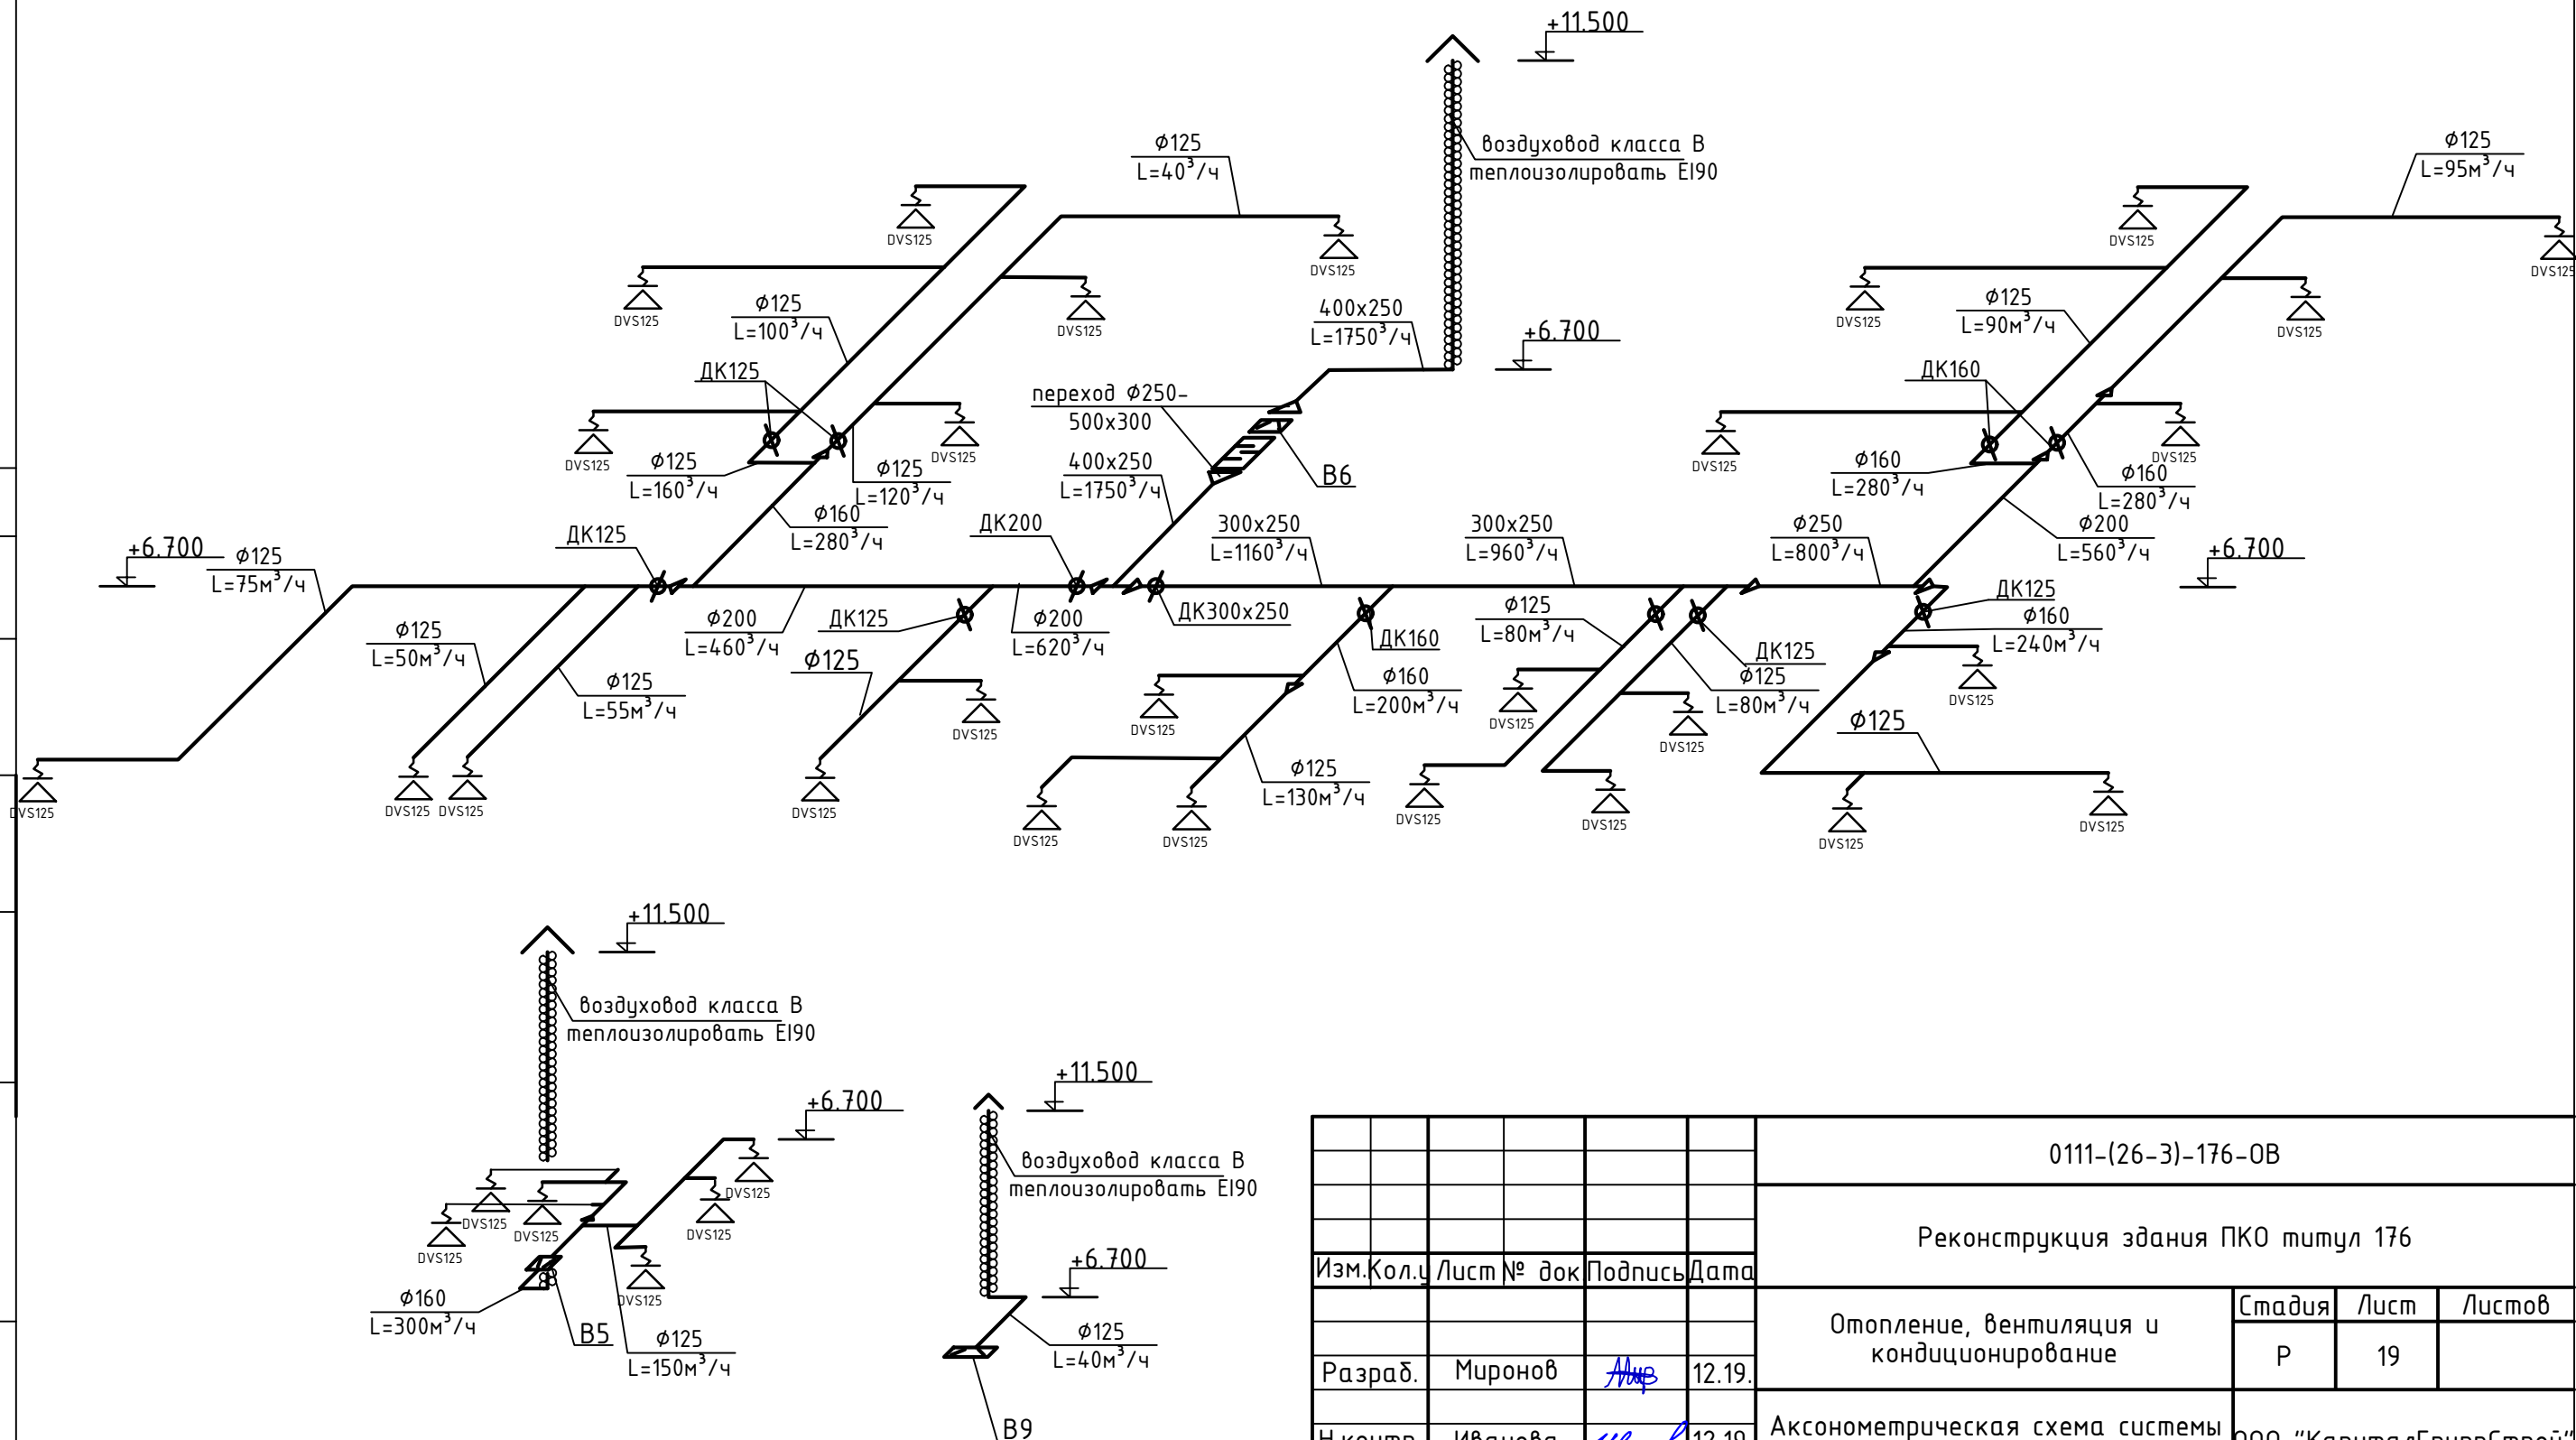 +11.500
воздуховод класса В
теплоизолировать EI90
Ф125
L=40³/ч
Ф125
L=95м³/ч
DVS125
DVS125
DVS125
DVS125
DVS125
DVS125
DVS125
DVS125
Ф125
L=100³/ч
400x250
L=1750³/ч
+6.700
Ф125
L=90м³/ч
ДК125
переход Ф250-
500x300
ДК160
DVS125
DVS125
DVS125
DVS125
Ф125
L=160³/ч
Ф125
L=120³/ч
400x250
L=1750³/ч
В6
Ф160
L=280³/ч
Ф160
L=280³/ч
Ф160
L=280³/ч
ДК125
ДК200
300x250
L=1160³/ч
300x250
L=960³/ч
Ф250
L=800³/ч
Ф200
L=560³/ч
+6.700
+6.700
Ф125
L=75м³/ч
Ф125
L=50м³/ч
Ф200
L=460³/ч
ДК125
Ф200
L=620³/ч
ДК300x250
Ф125
L=80м³/ч
ДК125
Ф160
L=240м³/ч
ДК160
ДК125
Ф125
L=55м³/ч
Ф125
Ф160
L=200м³/ч
Ф125
L=80м³/ч
DVS125
DVS125
DVS125
DVS125
DVS125
Ф125
Ф125
L=130м³/ч
DVS125
DVS125
DVS125
DVS125
DVS125
DVS125
DVS125
DVS125
DVS125
DVS125
+11.500
воздуховод класса В
теплоизолировать EI90
+6.700
DVS125
DVS125
DVS125
DVS125
DVS125
DVS125
Ф160
L=300м³/ч
В5
Ф125
L=150м³/ч
+11.500
воздуховод класса В
теплоизолировать EI90
+6.700
Ф125
L=40м³/ч
В9
0111-(26-3)-176-ОВ
Реконструкция здания ПКО титул 176
Изм. Кол.у Лист № док Подпись Дата
Отопление, вентиляция и
кондиционирование
Стадия Лист Листов
Р 19
Разраб. Миронов 12.19.
Аксонометрическая схема системы
Н.контр. Иванова 12.19
ООО "КапиталГруппСтрой"